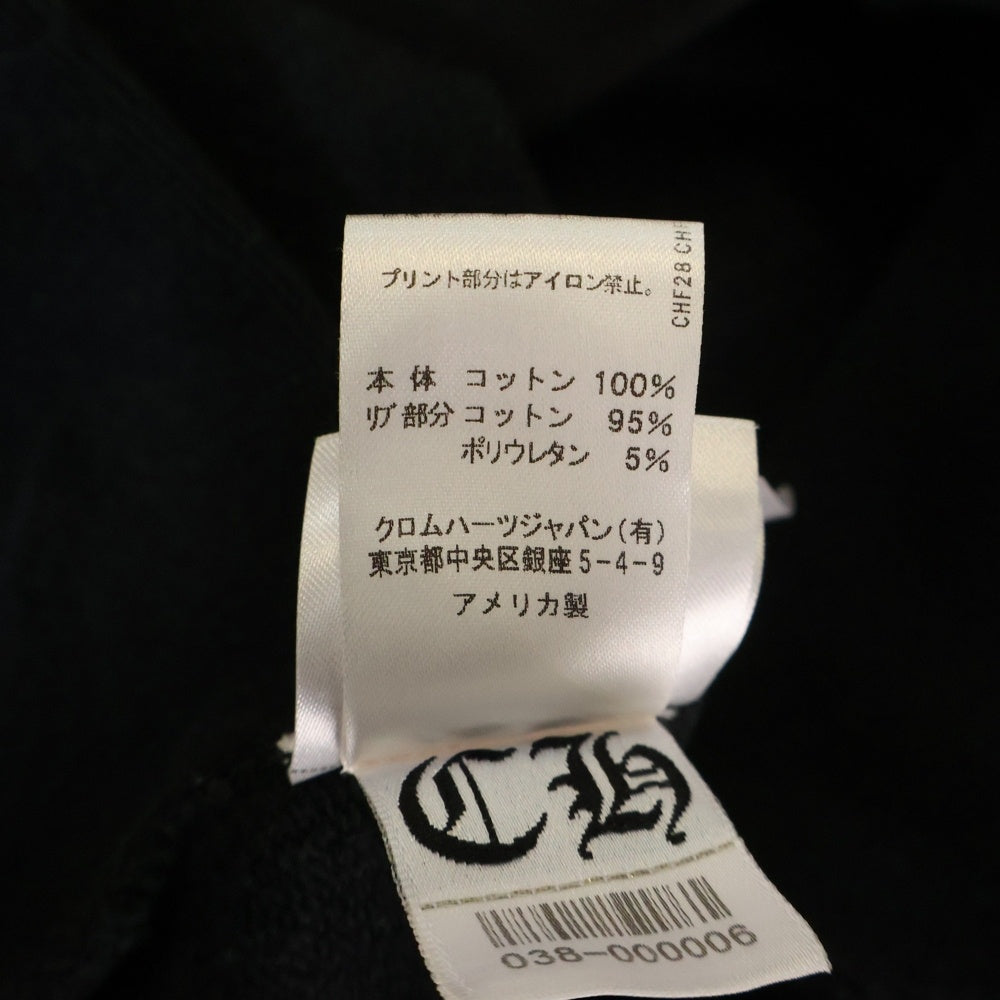 プリント部分はアイロン禁止。
CHF28 CH
本体 コットン 100%
リブ部分 コットン 95%
ポリウレタン 5%
クロムハーツジャパン(有)
東京都中央区銀座5-4-9
アメリカ製
CH
038-000006